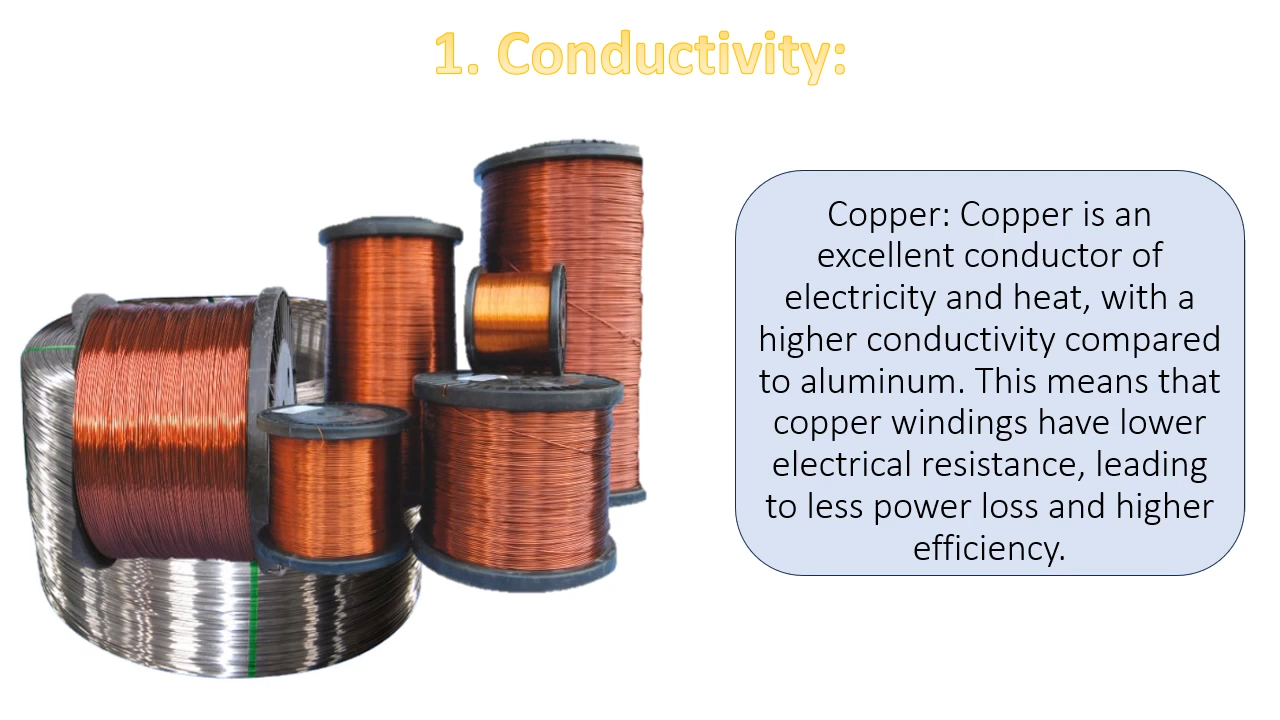 1. Conductivity:
Copper: Copper is an
excellent conductor of
electricity and heat, with a
higher conductivity compared
to aluminum. This means that
copper windings have lower
electrical resistance, leading
to less power loss and higher
efficiency.